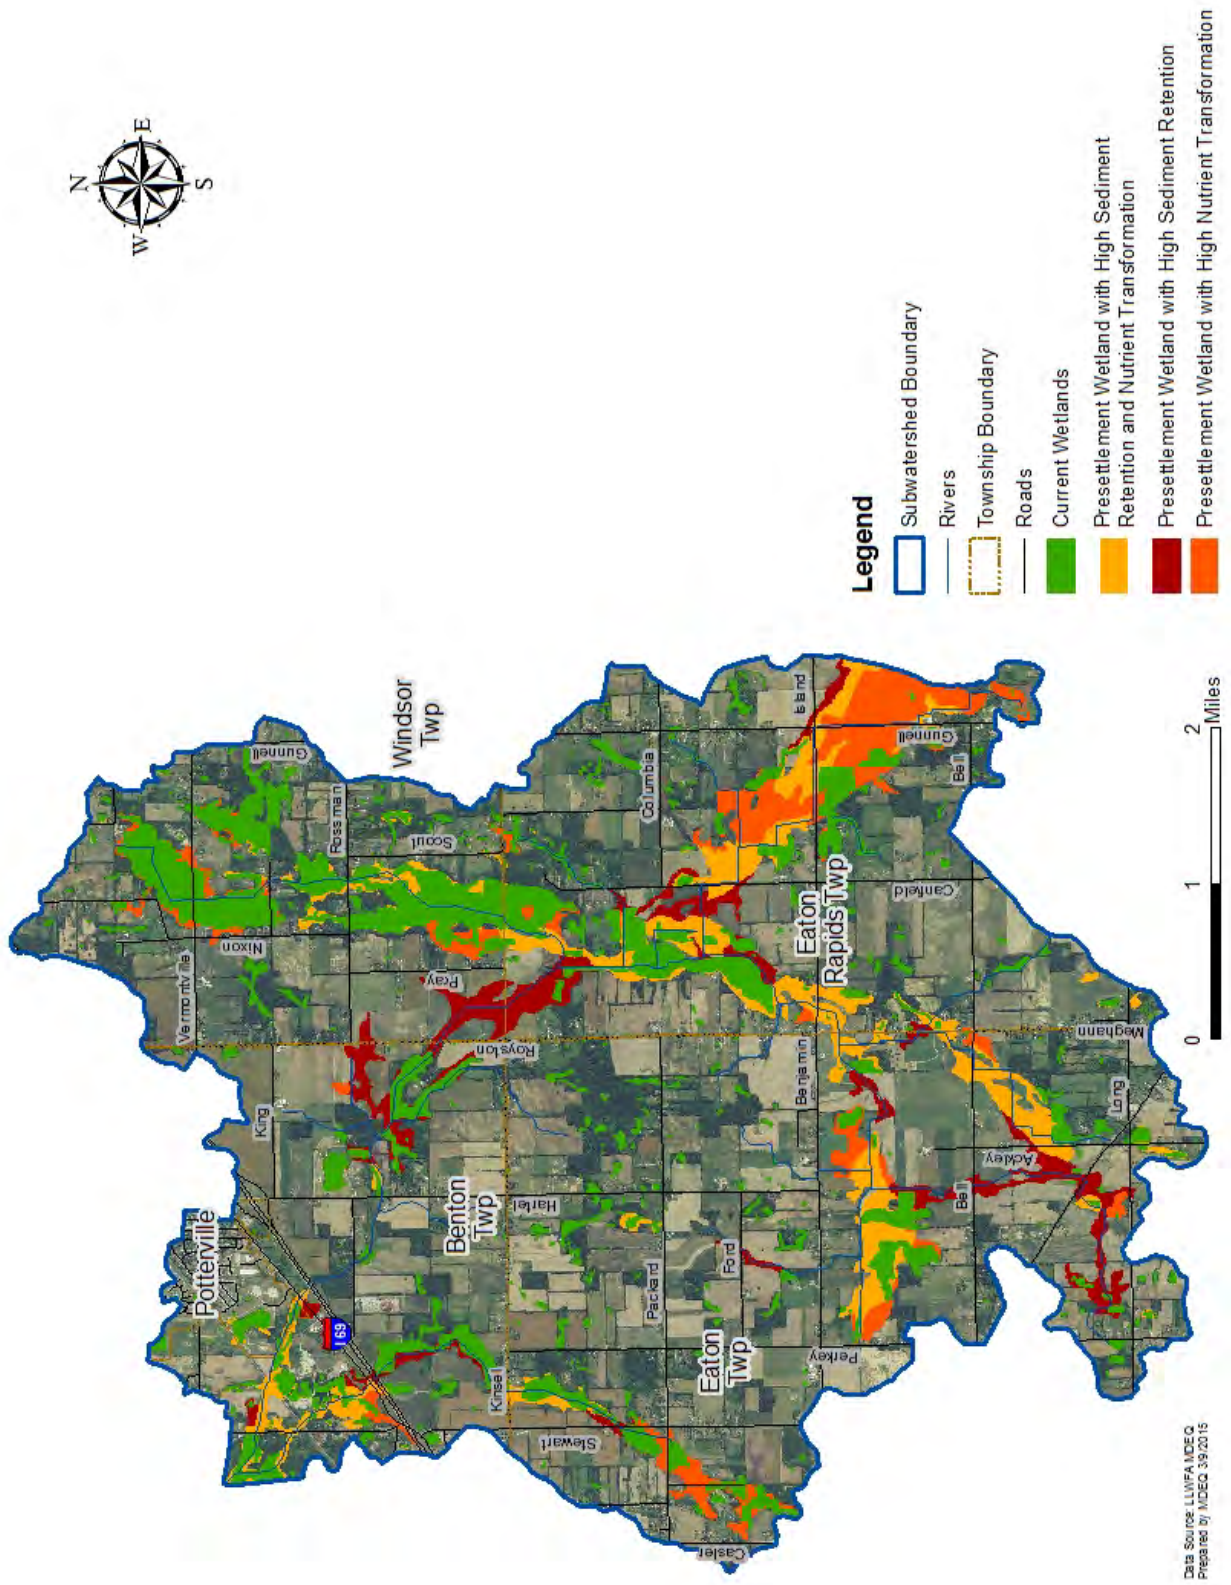 N
W
E
S
Potterville
Windsor
Twp
Benton
Twp
Eaton
Twp
Eaton
Rapids Twp
I 69
Vermontville
Nixon
Gunnell
Rossman
Scout
King
Pray
Royston
Hartel
Kinsel
Stewart
Packard
Ford
Columbia
Island
Benjamin
Gunnell
Bell
Canfield
Perkey
Casler
Bell
Ackley
Long
Meghann
Legend
Subwatershed Boundary
Rivers
Township Boundary
Roads
Current Wetlands
Presettlement Wetland with High Sediment
Retention and Nutrient Transformation
Presettlement Wetland with High Sediment Retention
Presettlement Wetland with High Nutrient Transformation
0 1 2
Miles
Data Source: LLWFA MDEQ
Prepared by MDEQ 3/9/2015